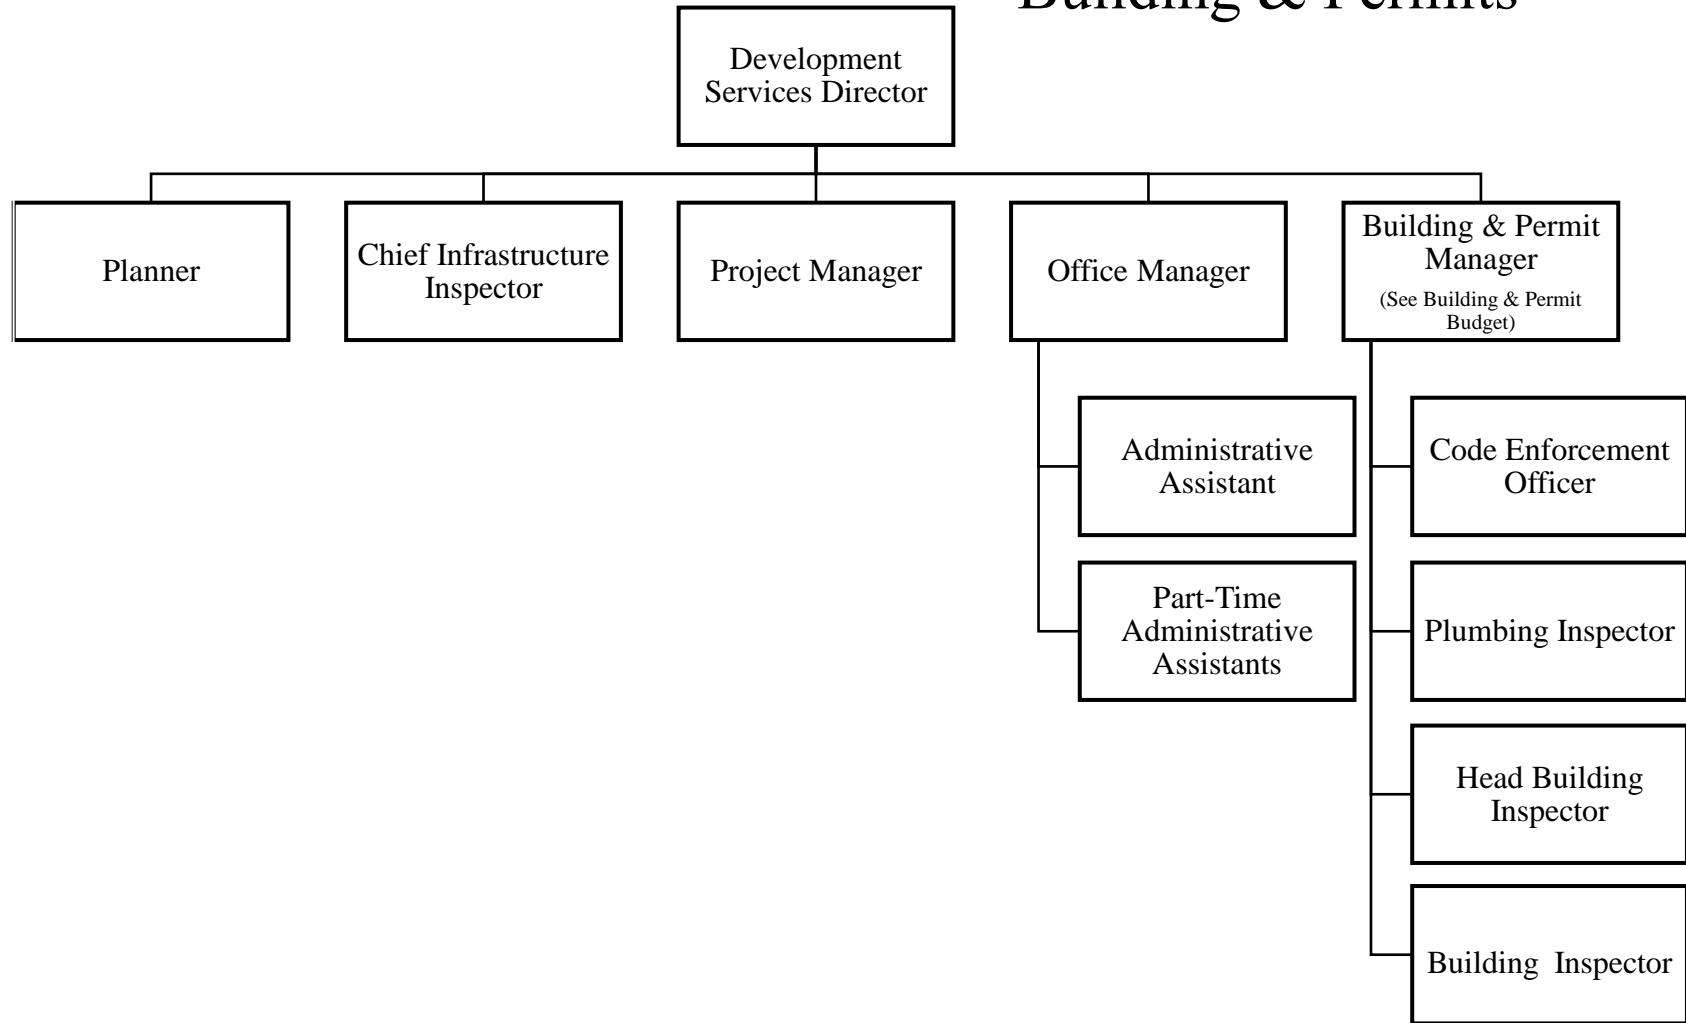 Building & Permits
Development
Services Director
Planner
Chief Infrastructure
Inspector
Project Manager
Office Manager
Building & Permit
Manager
(See Building & Permit
Budget)
Administrative
Assistant
Part-Time
Administrative
Assistants
Code Enforcement
Officer
Plumbing Inspector
Head Building
Inspector
Building  Inspector